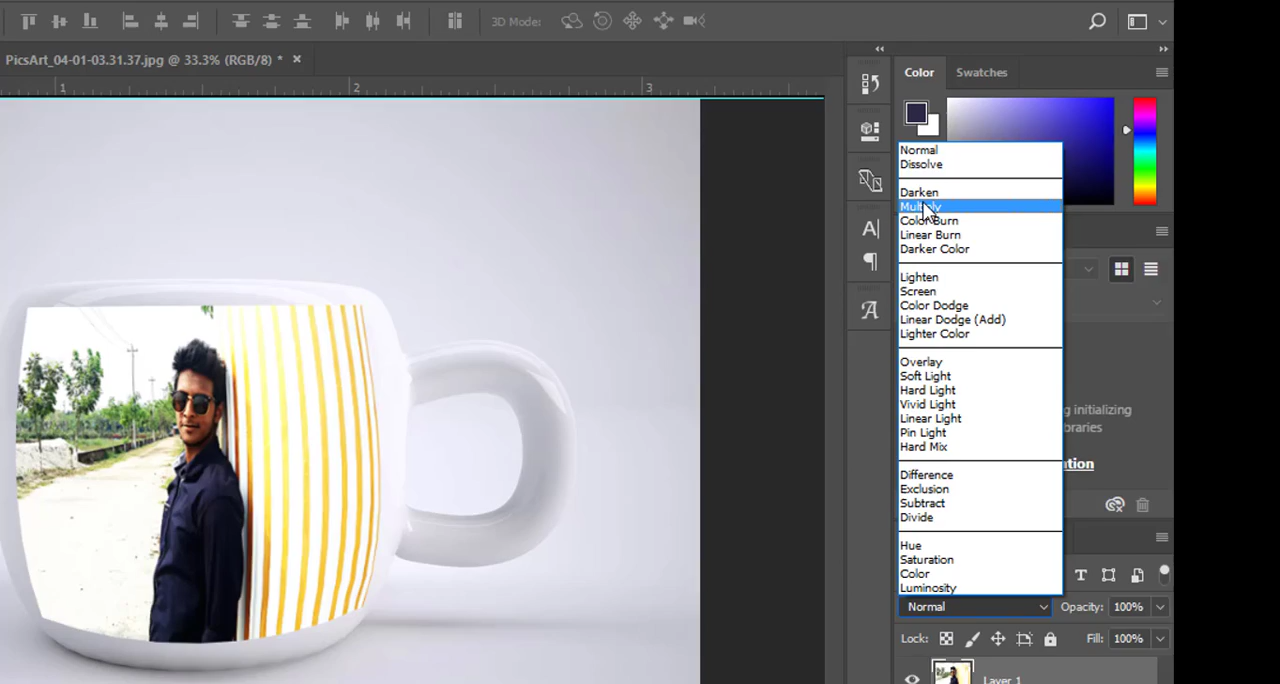 3D Mode:
PicsArt_04-01-03.31.37.jpg @ 33.3% (RGB/8) * ×
1 2 3
Color Swatches
Normal
Dissolve
Darken
Multiply
Color Burn
Linear Burn
Darker Color
Lighten
Screen
Color Dodge
Linear Dodge (Add)
Lighter Color
Overlay
Soft Light
Hard Light
Vivid Light
Linear Light
Pin Light
Hard Mix
g initializing
braries
ntion
Difference
Exclusion
Subtract
Divide
Hue
Saturation
Color
Luminosity
Normal Opacity: 100%
Lock: Fill: 100%
Layer 1